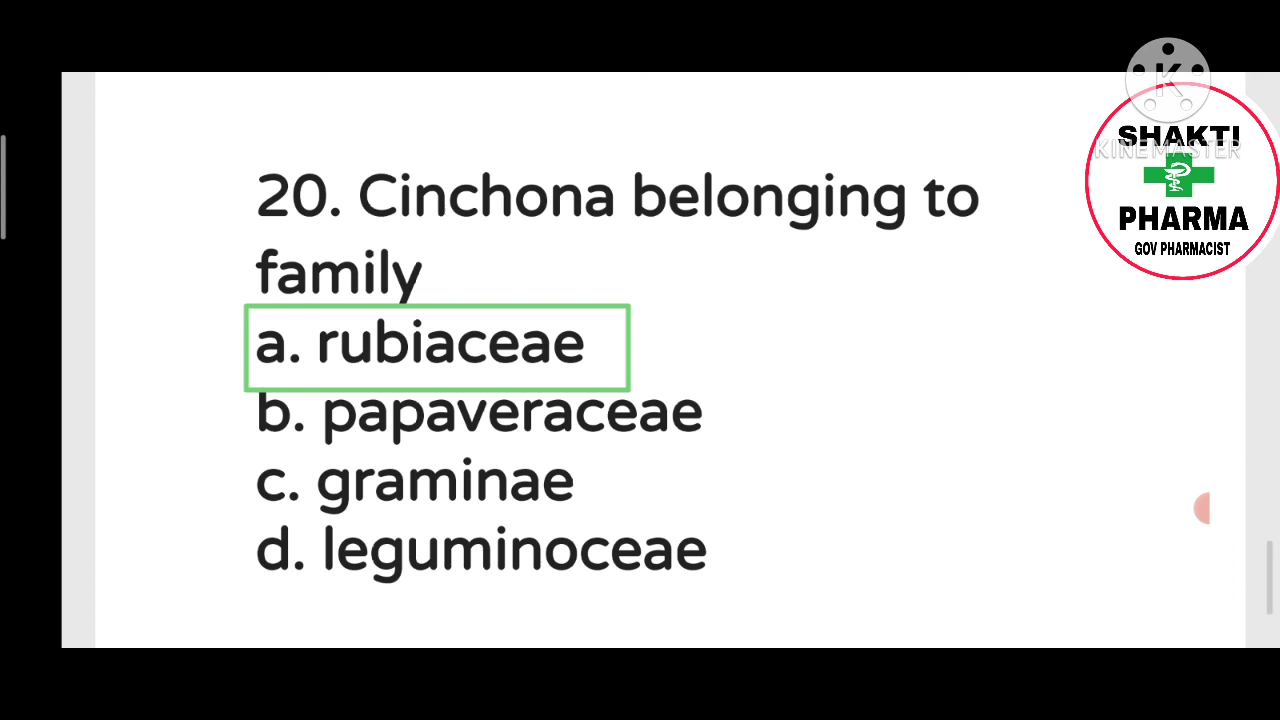 20. Cinchona belonging to
family
a. rubiaceae
b. papaveraceae
c. graminae
d. leguminoceae
K
KINEMASTER
SHAKTI
PHARMA
GOV PHARMACIST